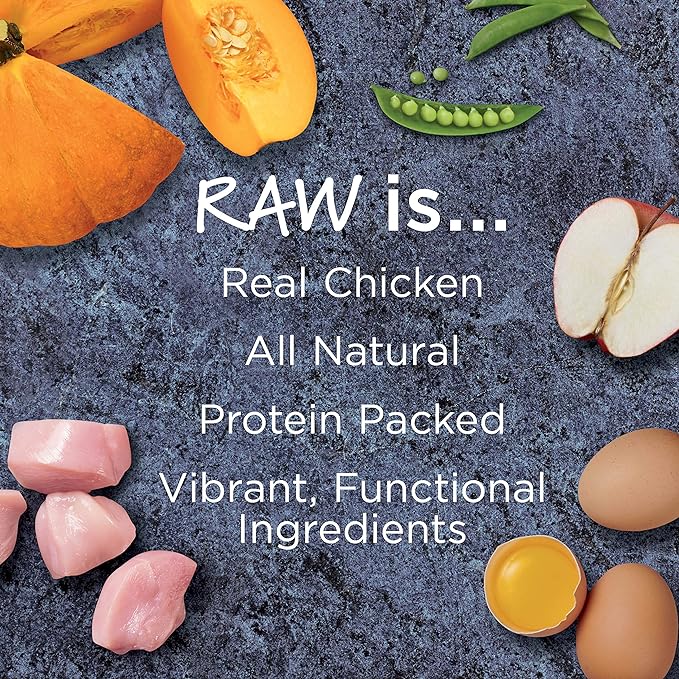 RAW is...
Real Chicken
All Natural
Protein Packed
Vibrant, Functional
Ingredients